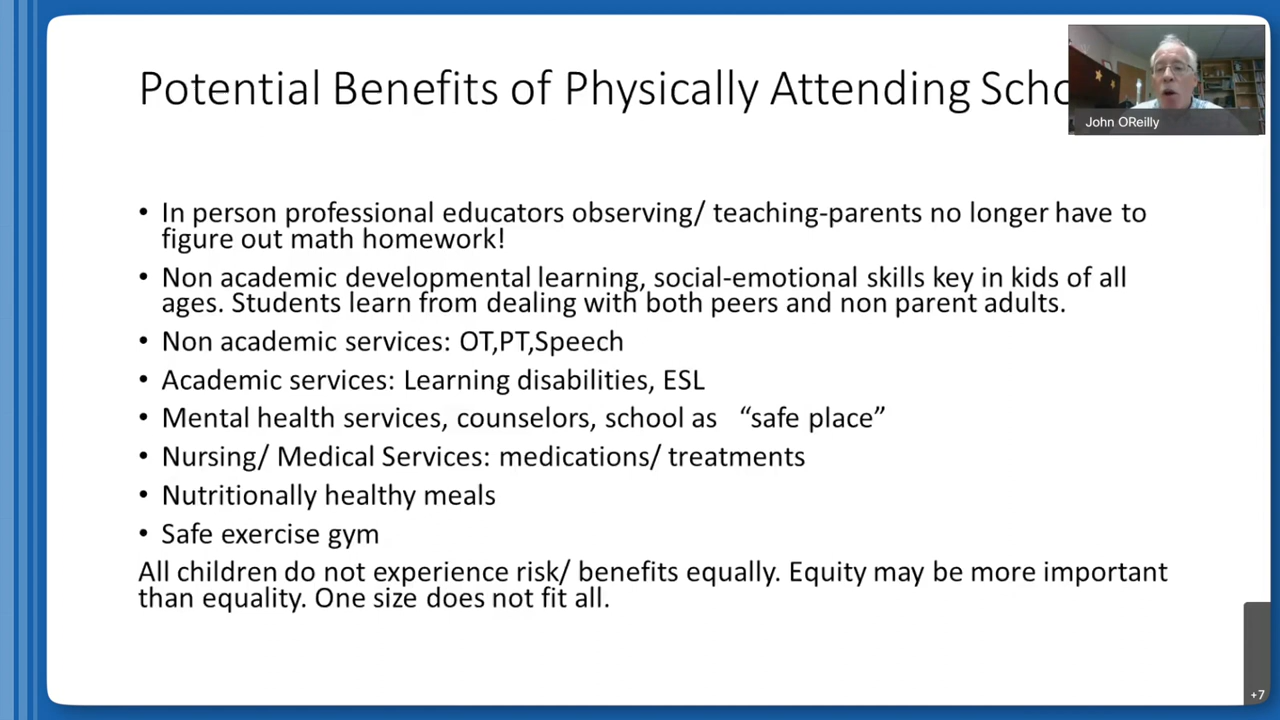 Potential Benefits of Physically Attending Scho
John OReilly
• In person professional educators observing/ teaching-parents no longer have to
figure out math homework!
• Non academic developmental learning, social-emotional skills key in kids of all
ages. Students learn from dealing with both peers and non parent adults.
• Non academic services: OT,PT,Speech
• Academic services: Learning disabilities, ESL
• Mental health services, counselors, school as “safe place”
• Nursing/ Medical Services: medications/ treatments
• Nutritionally healthy meals
• Safe exercise gym
All children do not experience risk/ benefits equally. Equity may be more important
than equality. One size does not fit all.
+7